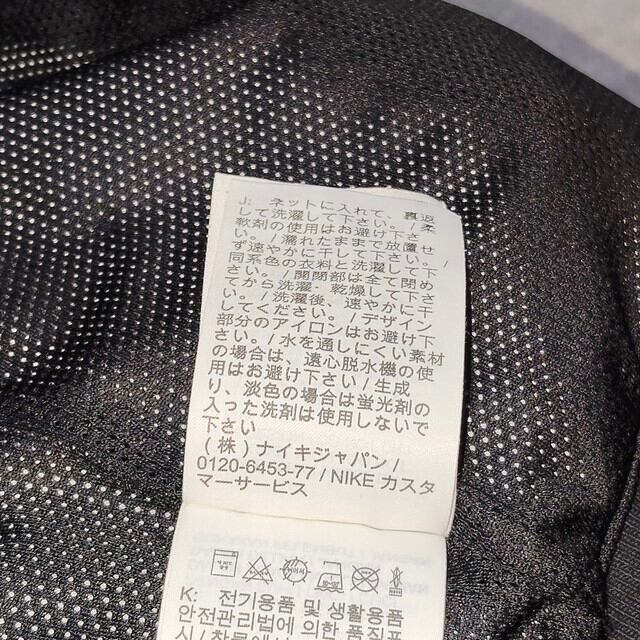 J: ネットに入れて、裏返
して洗濯して下さい。/ 柔
軟剤の使用はお避け下さ
い。/ 濡れたままで放置せ
ず速やかに干して下さい。/
同系色の衣料と洗濯して下
さい。/ 開閉部は全て閉め
てから洗濯・乾燥して下さ
い。/ 洗濯後、速やかに干
してください。/ デザイン
部分のアイロンはお避け下
さい。/ 水を通しにくい素材
の場合は、遠心脱水機の使
用はお避け下さい / 生成
り、淡色の場合は蛍光剤の
入った洗剤は使用しないで
下さい
(株) ナイキジャパン /
0120-6453-77 / NIKE カスタ
マーサービス
K: 전기용품 및 생활용품
안전관리법에 의한 품질표